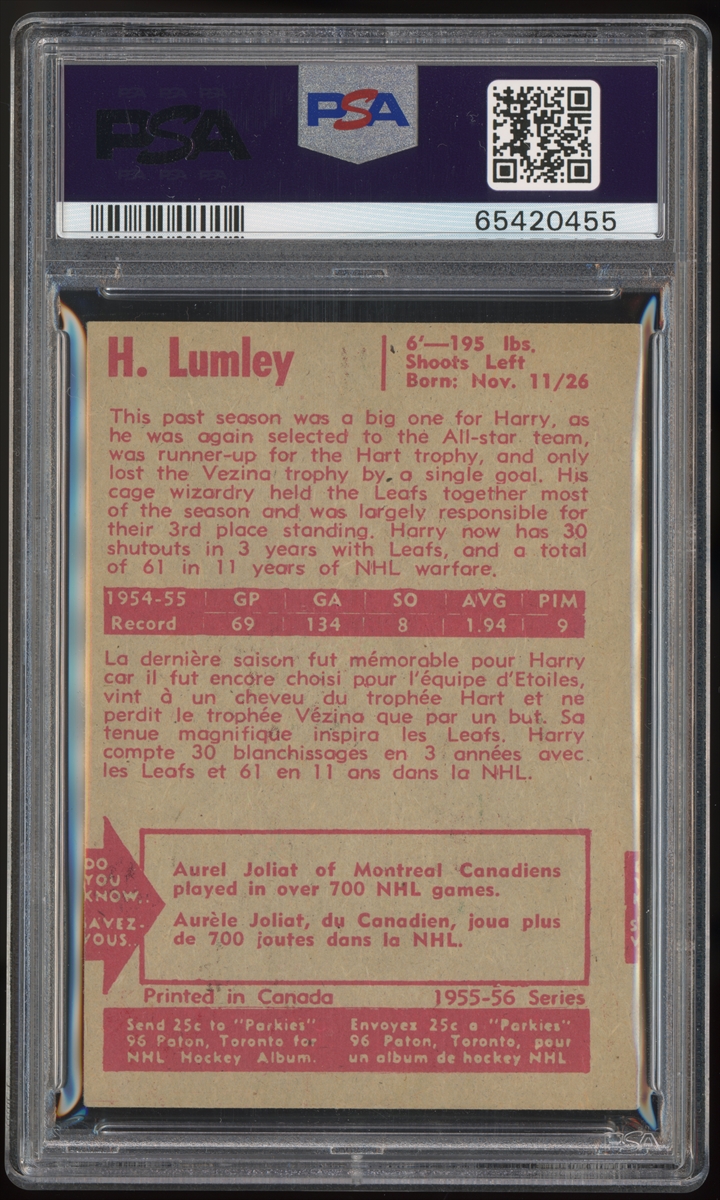 PSA PSA PSA
PSA
PSA PSA PSA
PSA
65420455
H. Lumley
6'—195 lbs.
Shoots Left
Born: Nov. 11/26
This past season was a big one for Harry, as
he was again selected to the All-star team,
was runner-up for the Hart trophy, and only
lost the Vezina trophy by a single goal. His
cage wizardry held the Leafs together most
of the season and was largely responsible for
their 3rd place standing. Harry now has 30
shutouts in 3 years with Leafs, and a total
of 61 in 11 years of NHL warfare.
1954-55 GP GA SO AVG PIM
Record 69 134 8 1.94 9
La dernière saison fut mémorable pour Harry
car il fut encore choisi pour l'équipe d'Etoiles,
vint à un cheveu du trophée Hart et ne
perdit le trophée Vézina que par un but. Sa
tenue magnifique inspira les Leafs. Harry
compte 30 blanchissages en 3 années avec
les Leafs et 61 en 11 ans dans la NHL.
DO
YOU
KNOW..
SAVEZ-
VOUS..
Aurel Joliat of Montreal Canadiens
played in over 700 NHL games.
Aurèle Joliat, du Canadien, joua plus
de 700 joutes dans la NHL.
Printed in Canada 1955-56 Series
Send 25c to "Parkies"
96 Paton, Toronto for
NHL Hockey Album.
Envoyez 25c a "Parkies"
96 Paton, Toronto, pour
un album de hockey NHL
PSA